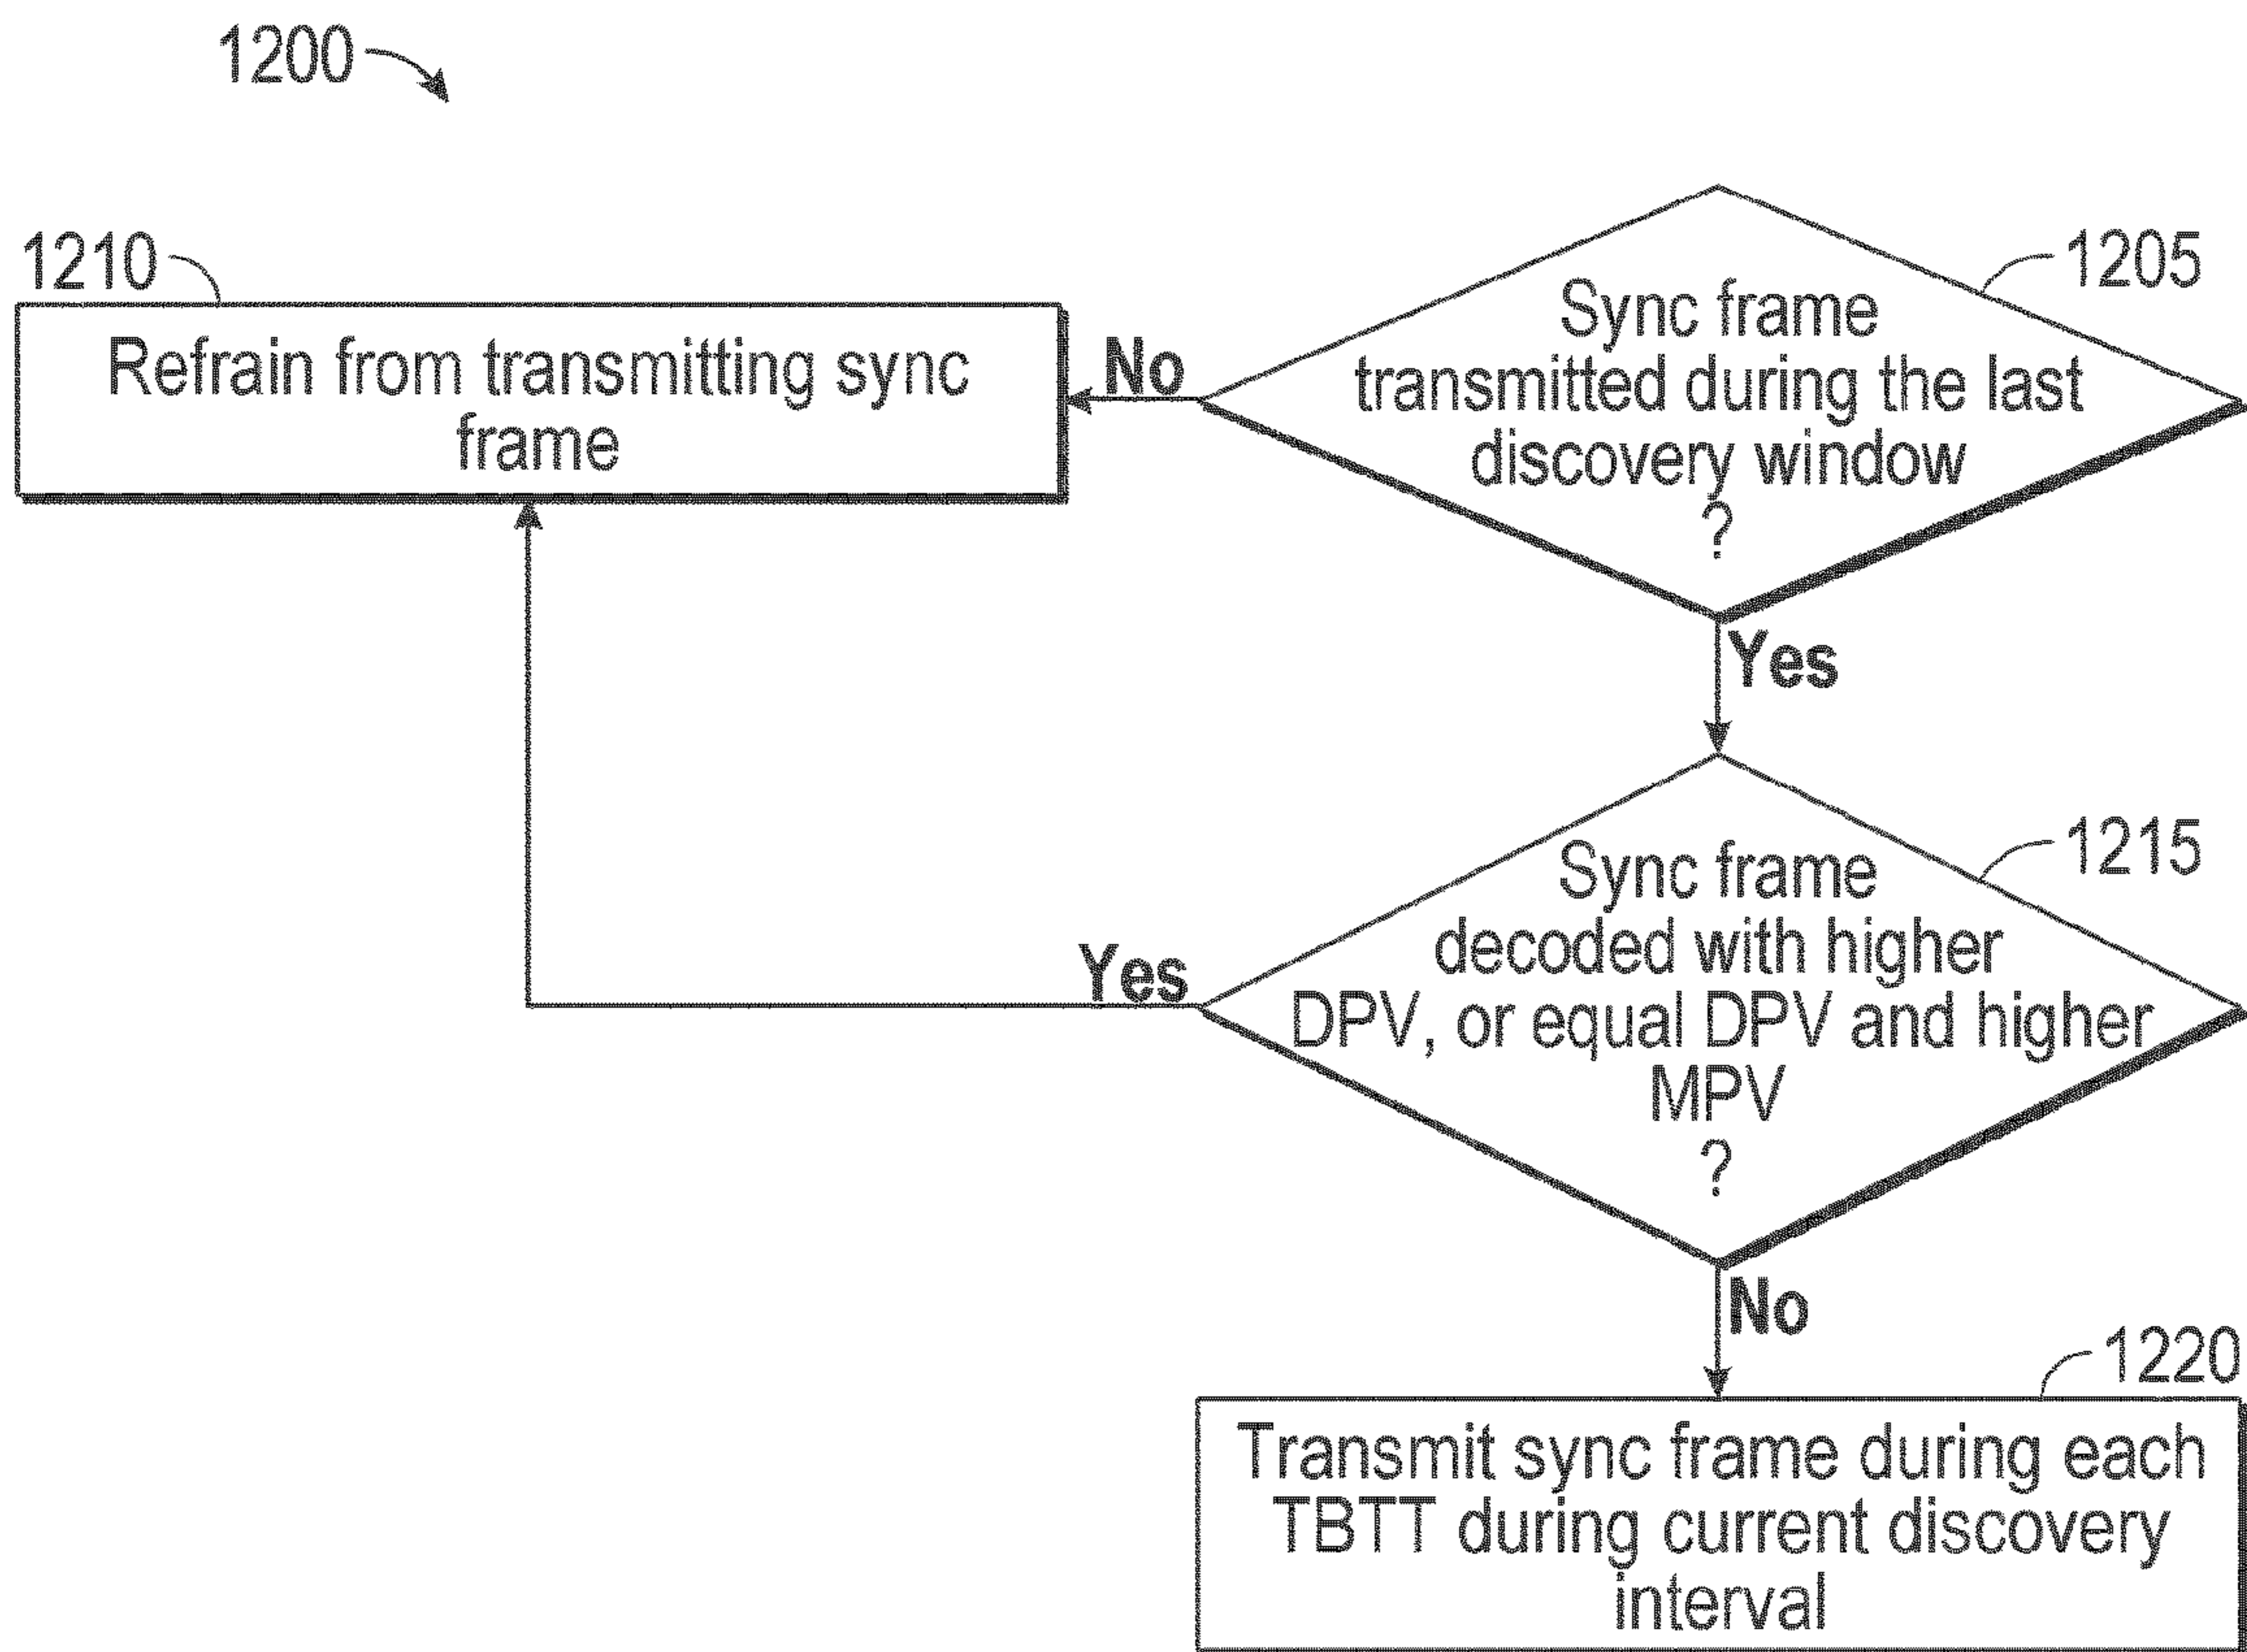 1200
1210
Refrain from transmitting sync
frame
No
1205
Sync frame
transmitted during the last
discovery window
?
Yes
1215
Sync frame
decoded with higher
DPV, or equal DPV and higher
MPV
?
Yes
No
1220
Transmit sync frame during each
TBTT during current discovery
interval